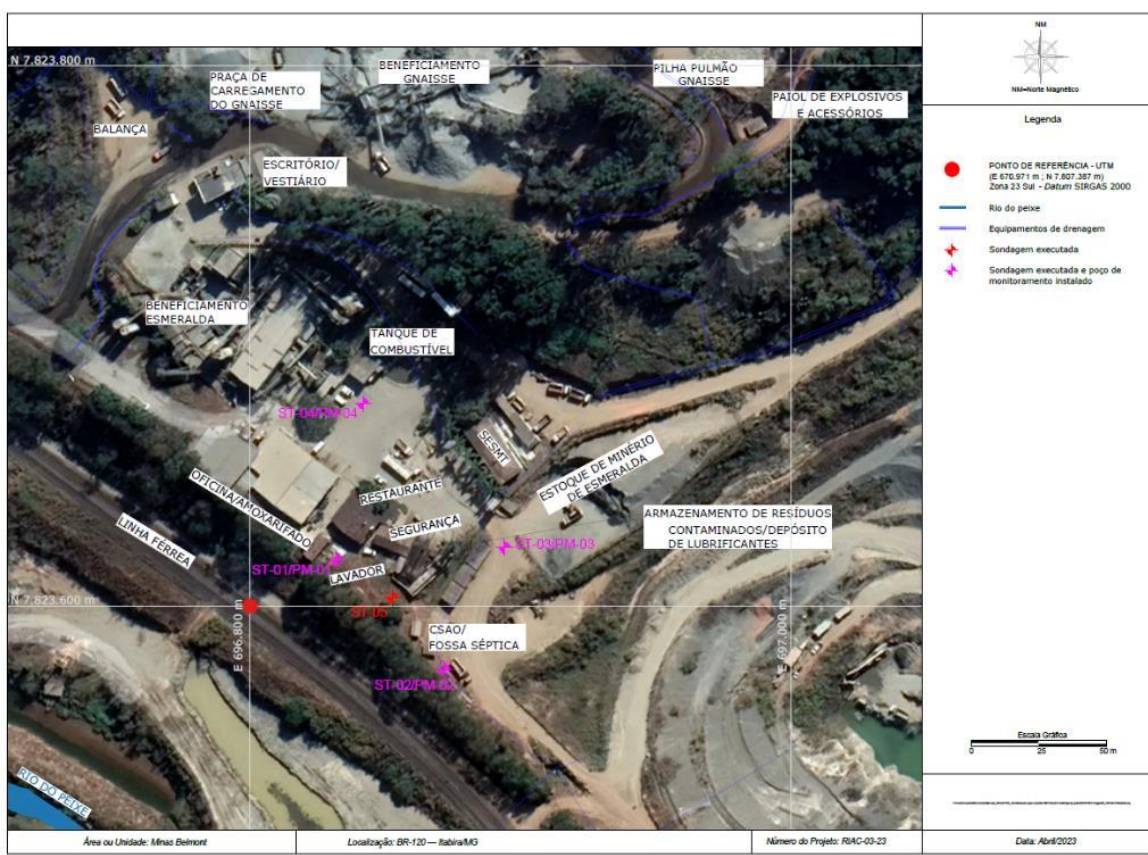 N 7.823.800 m
BALANÇA
PRAÇA DE
CARREGAMENTO
DO GNAISSE
BENEFICIAMENTO
GNAISSE
PILHA PULMÃO
GNAISSE
PAIOL DE EXPLOSIVOS
E ACESSÓRIOS
ESCRITÓRIO/
VESTIÁRIO
BENEFICIAMENTO
ESMERALDA
TANQUE DE
COMBUSTÍVEL
ST-04/PM-04
SESMT
ESTOQUE DE MINÉRIO
DE ESMERALDA
OFICINA/AMOXARIFADO
RESTAURANTE
SEGURANÇA
ARMAZENAMENTO DE RESÍDUOS
CONTAMINADOS/DEPÓSITO
DE LUBRIFICANTES
LINHA FÉRREA
ST-03/PM-03
ST-01/PM-01
LAVADOR
N 7.823.600 m
ST-05
E 696.800 m
E 697.000 m
CSAO/
FOSSA SÉPTICA
ST-02/PM-02
RIO DO PEIXE
NM
NM=Norte Magnético
Legenda
PONTO DE REFERÊNCIA - UTM
(E 670.971 m ; N 7.807.387 m)
Zona 23 Sul - Datum SIRGAS 2000
Rio do peixe
Equipamentos de drenagem
Sondagem executada
Sondagem executada e poço de
monitoramento instalado
Escala Gráfica
0 25 50 m
Área ou Unidade: Minas Belmont
Localização: BR-120 — Itabira/MG
Número do Projeto: RIAC-03-23
Data: Abril/2023